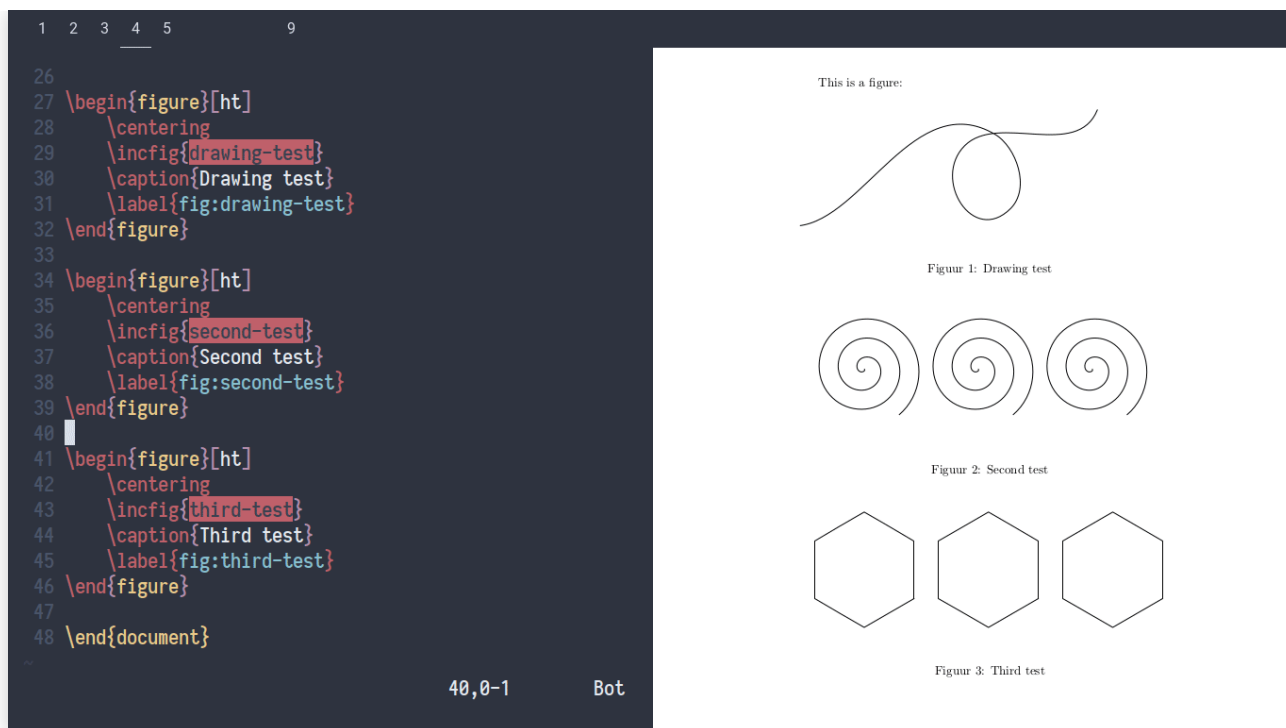 1 2 3 4 5 9
26
27 \begin{figure}[ht]
28 \centering
29 \incfig{drawing-test}
30 \caption{Drawing test}
31 \label{fig:drawing-test}
32 \end{figure}
33
34 \begin{figure}[ht]
35 \centering
36 \incfig{second-test}
37 \caption{Second test}
38 \label{fig:second-test}
39 \end{figure}
40
41 \begin{figure}[ht]
42 \centering
43 \incfig{third-test}
44 \caption{Third test}
45 \label{fig:third-test}
46 \end{figure}
47
48 \end{document}
~
40,0-1 Bot
This is a figure:
Figuur 1: Drawing test
Figuur 2: Second test
Figuur 3: Third test